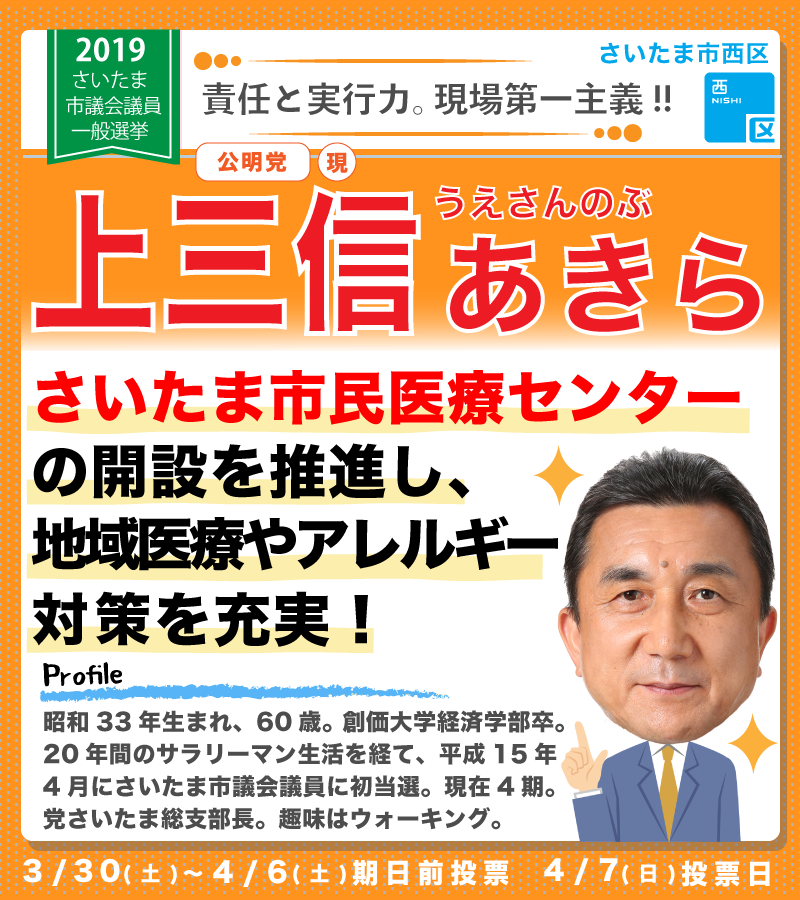 2019
さいたま
市議会議員
一般選挙
責任と実行力。現場第一主義!!
さいたま市西区
西
NISHI
区
公明党 現
うえさんのぶ
上三信 あきら
さいたま市民医療センター
の開設を推進し、
地域医療やアレルギー
対策を充実！
Profile
昭和33年生まれ、60歳。創価大学経済学部卒。
20年間のサラリーマン生活を経て、平成15年
4月にさいたま市議会議員に初当選。現在4期。
党さいたま総支部長。趣味はウォーキング。
3/30(土)～4/6(土)期日前投票 4/7(日)投票日